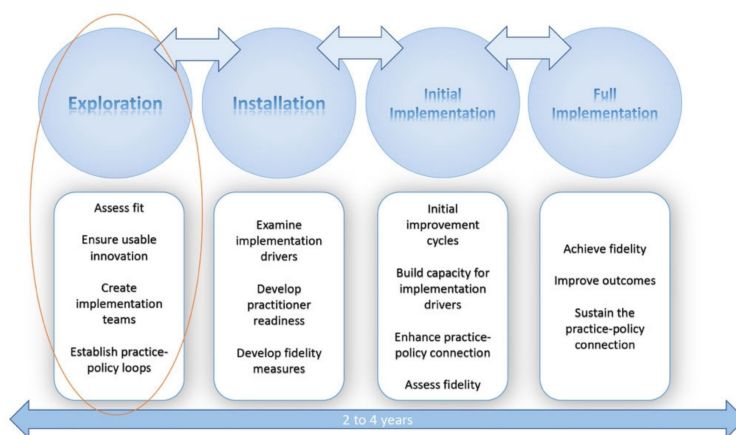 Exploration
Installation
Initial
Implementation
Full
Implementation
Assess fit
Ensure usable
innovation
Create
implementation
teams
Establish practice-
policy loops
Examine
implementation
drivers
Develop
practitioner
readiness
Develop fidelity
measures
Initial
improvement
cycles
Build capacity for
implementation
drivers
Enhance practice-
policy connection
Assess fidelity
Achieve fidelity
Improve outcomes
Sustain the
practice-policy
connection
2 to 4 years